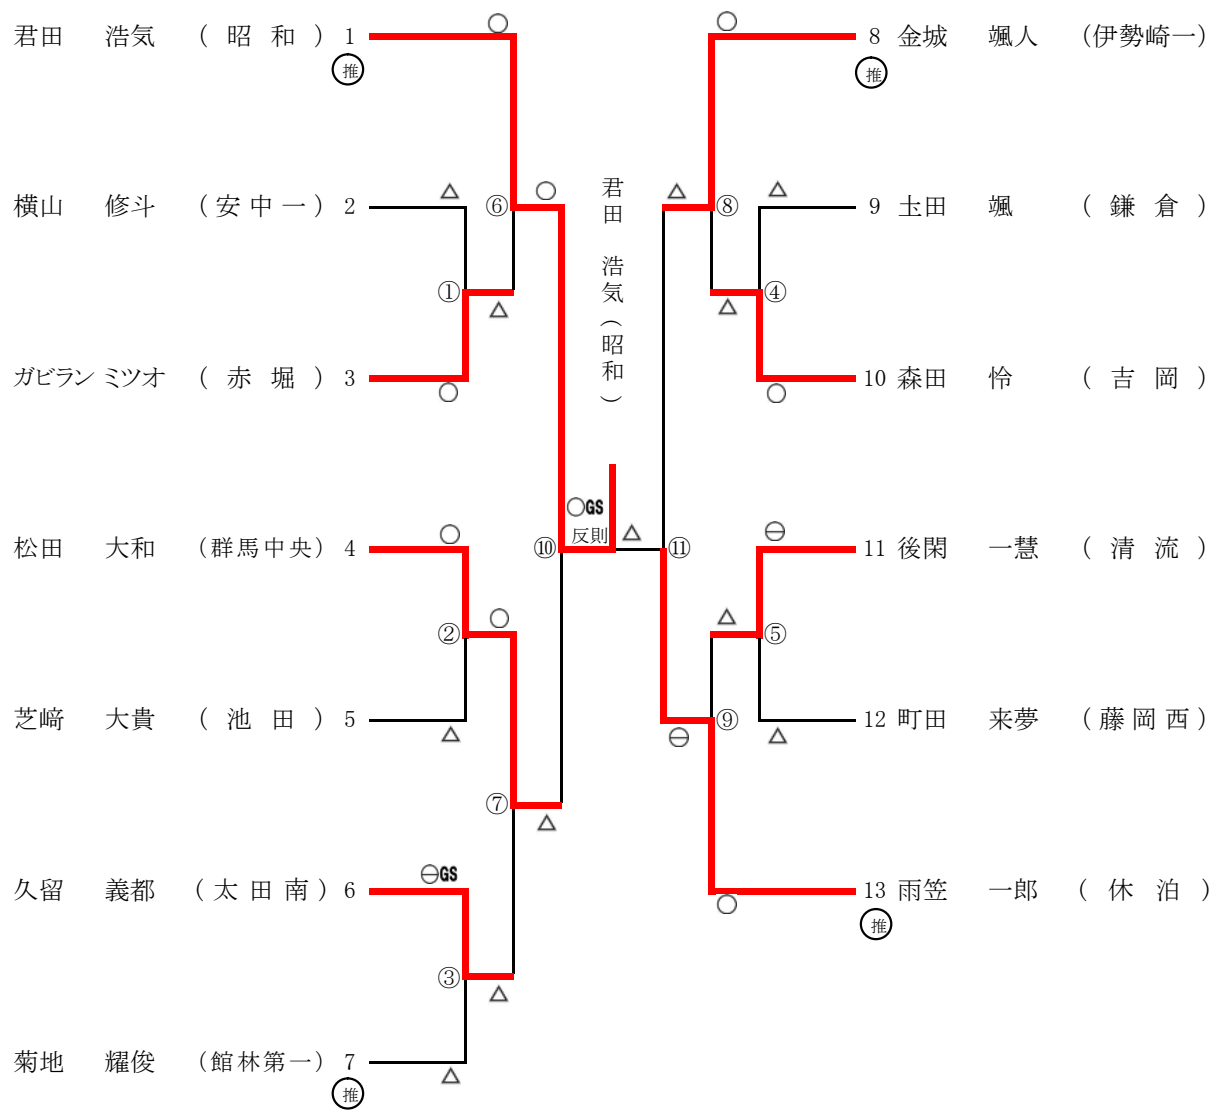 君田 浩気 (昭和) 1
推
横山 修斗 (安中一) 2
ガビラン ミツオ (赤堀) 3
松田 大和 (群馬中央) 4
芝﨑 大貴 (池田) 5
久留 義都 (太田南) 6
菊地 耀俊 (館林第一) 7
推
①
②
③
⑥
⑦
GS
⑩
GS
反則
君田 浩気(昭和)
⑪
⑧
⑨
④
⑤
8 金城 颯人 (伊勢崎一)
推
9 土田 颯 (鎌倉)
10 森田 怜 (吉岡)
11 後閑 一慧 (清流)
12 町田 来夢 (藤岡西)
13 雨笠 一郎 (休泊)
推